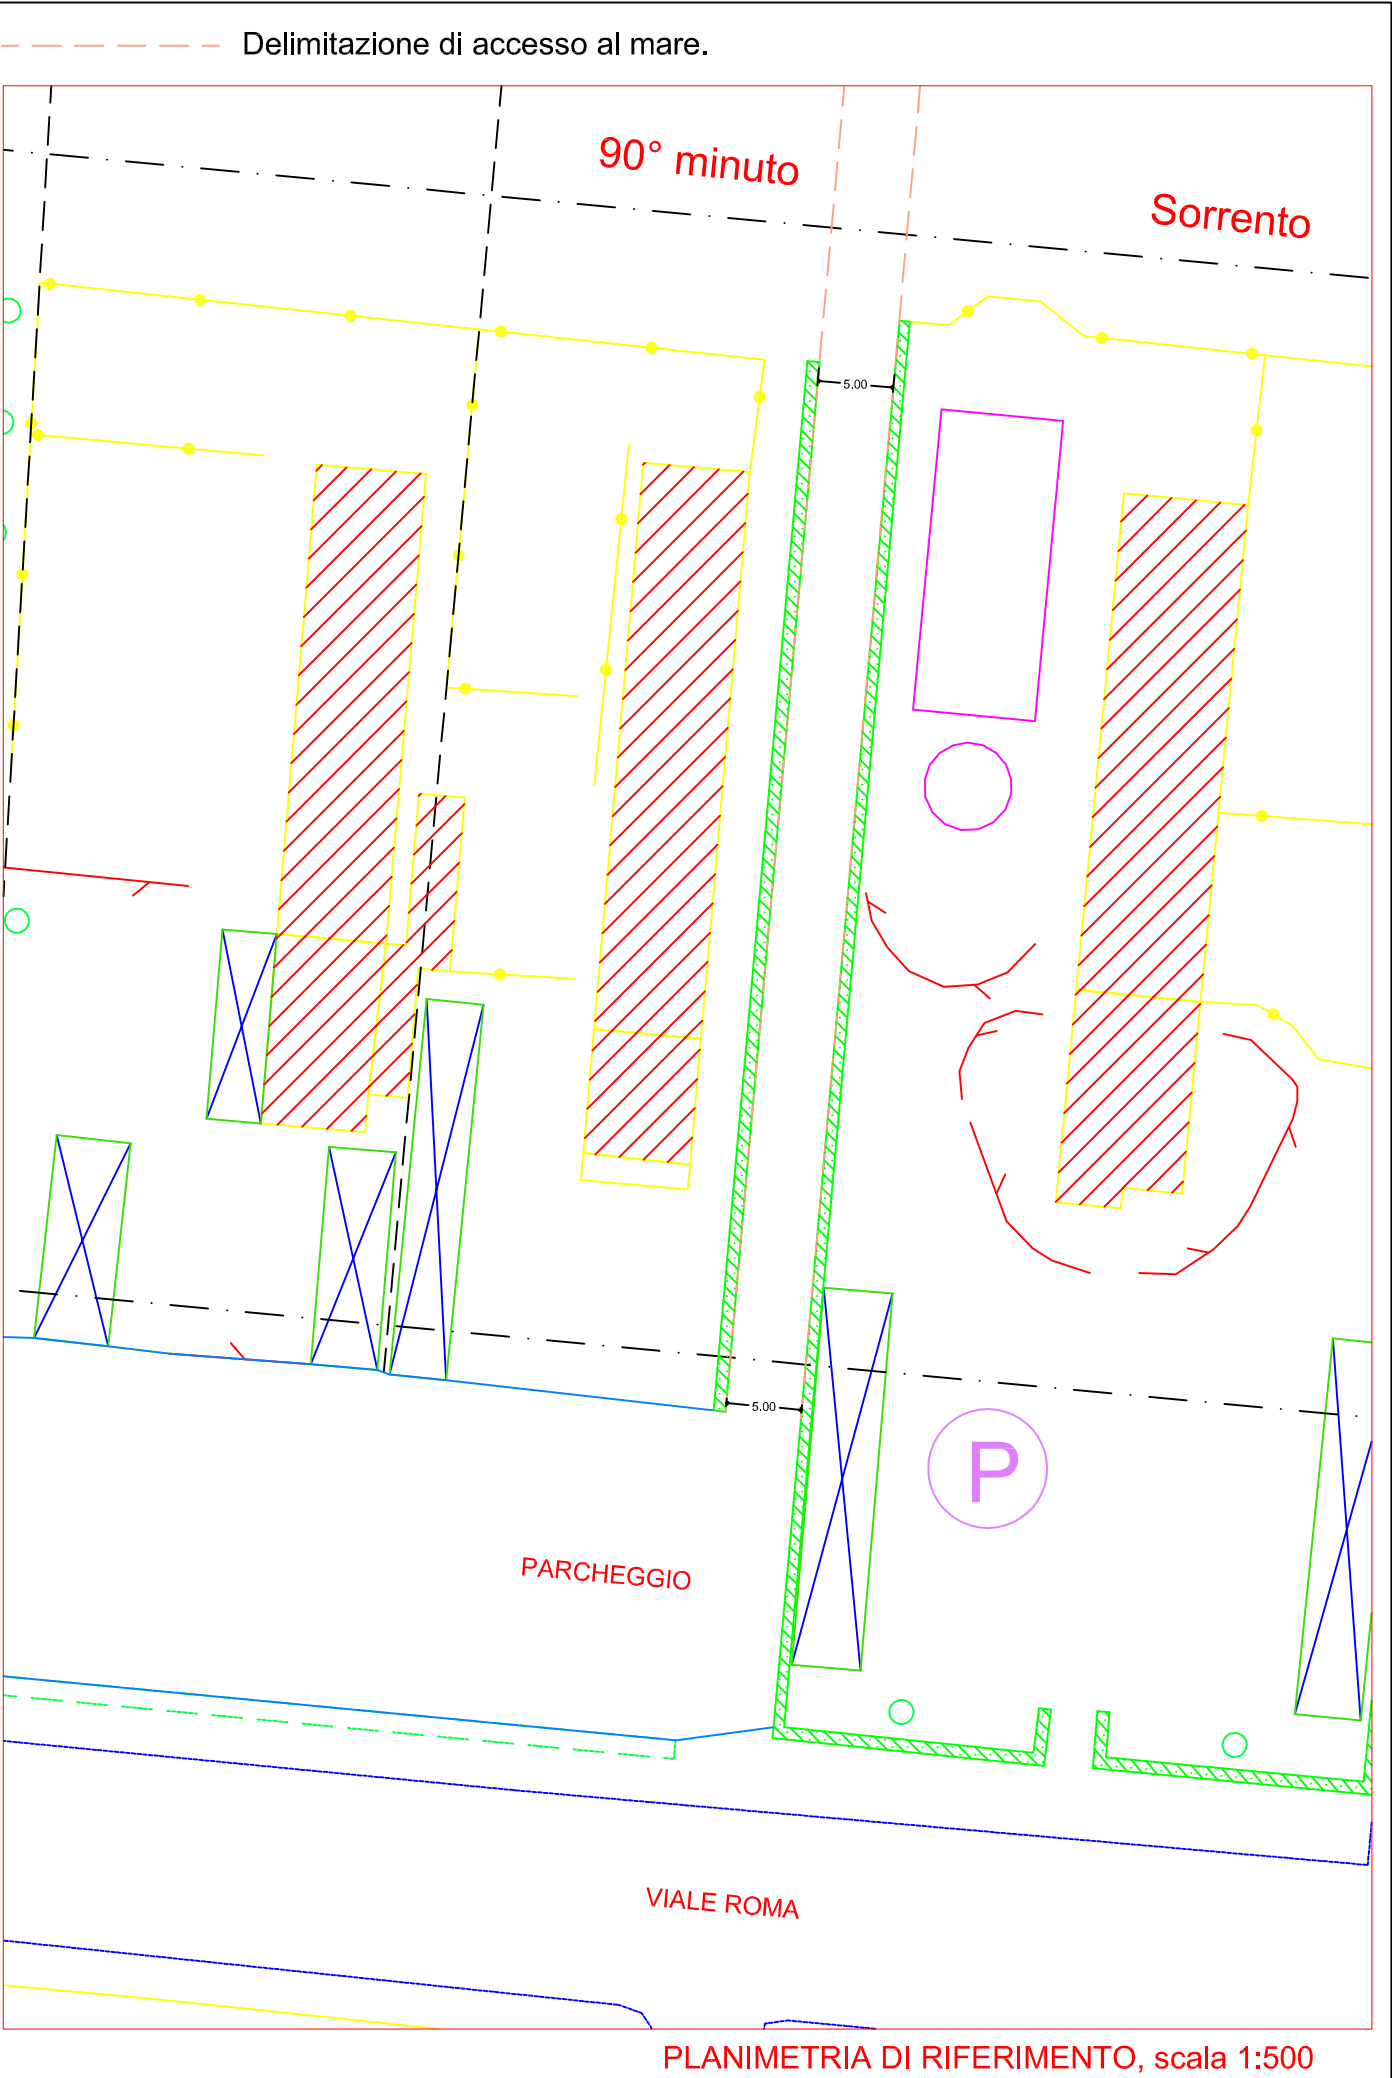 Delimitazione di accesso al mare.
90° minuto
Sorrento
5.00
5.00
P
PARCHEGGIO
VIALE ROMA
PLANIMETRIA DI RIFERIMENTO, scala 1:500